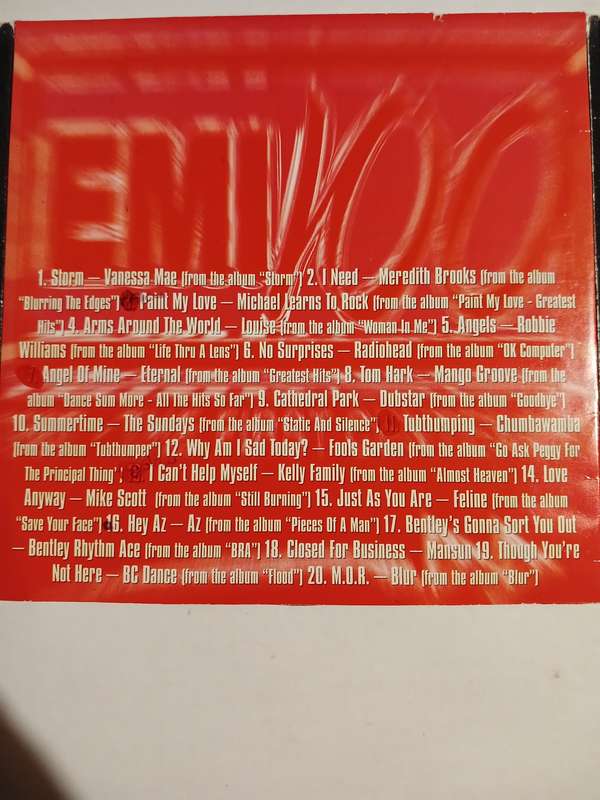 EMI 100
1. Storm — Vanessa Mae (from the album "Storm") 2. I Need — Meredith Brooks (from the album
"Blurring The Edges") 3. Paint My Love — Michael Learns To Rock (from the album "Paint My Love - Greatest
Hits") 4. Arms Around The World — Louise (from the album "Woman In Me") 5. Angels — Robbie
Williams (from the album "Life Thru A Lens") 6. No Surprises — Radiohead (from the album "OK Computer")
7. Angel Of Mine — Eternal (from the album "Greatest Hits") 8. Tom Hark — Mango Groove (from the
album "Dance Sum More - All The Hits So Far") 9. Cathedral Park — Dubstar (from the album "Goodbye")
10. Summertime — The Sundays (from the album "Static And Silence") 11. Tubthumping — Chumbawamba
(from the album "Tubthumper") 12. Why Am I Sad Today? — Fools Garden (from the album "Go Ask Peggy For
The Principal Thing") 13. I Can't Help Myself — Kelly Family (from the album "Almost Heaven") 14. Love
Anyway — Mike Scott (from the album "Still Burning") 15. Just As You Are — Feline (from the album
"Save Your Face") 16. Hey Az — Az (from the album "Pieces Of A Man") 17. Bentley's Gonna Sort You Out
— Bentley Rhythm Ace (from the album "BRA") 18. Closed For Business — Mansun 19. Though You're
Not Here — BC Dance (from the album "Flood") 20. M.O.R. — Blur (from the album "Blur")